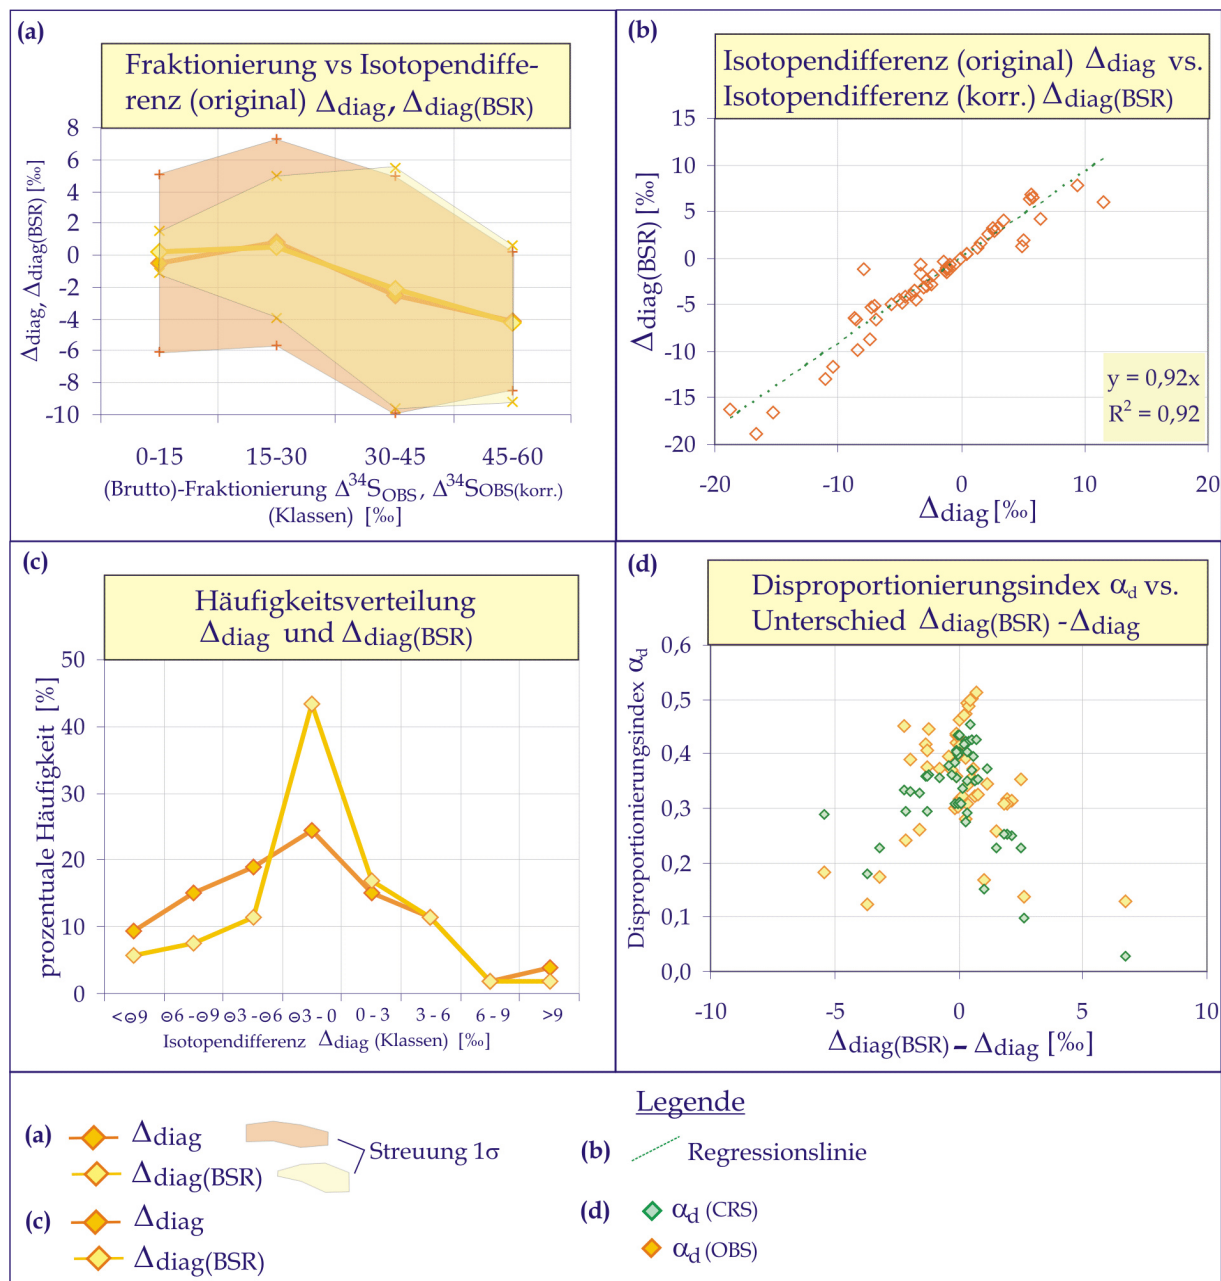 (a)
Fraktionierung vs Isotopendiffe-
renz (original) Δdiag, Δdiag(BSR)
Δdiag, Δdiag(BSR) [‰]
8
6
4
2
0
-2
-4
-6
-8
-10
0-15 15-30 30-45 45-60
(Brutto)-Fraktionierung Δ³⁴SOBS, Δ³⁴SOBS(korr.)
(Klassen) [‰]
(b)
Isotopendifferenz (original) Δdiag vs.
Isotopendifferenz (korr.) Δdiag(BSR)
Δdiag(BSR) [‰]
15
10
5
0
-5
-10
-15
-20
y = 0,92x
R² = 0,92
-20 -10 0 10 20
Δdiag [‰]
(c)
Häufigkeitsverteilung
Δdiag und Δdiag(BSR)
prozentuale Häufigkeit [%]
50
40
30
20
10
0
<⊖9 ⊖6 -⊖9 ⊖3 -⊖6 ⊖3 - 0 0 - 3 3 - 6 6 - 9 >9
Isotopendifferenz Δdiag (Klassen) [‰]
(d)
Disproportionierungsindex αd vs.
Unterschied Δdiag(BSR) - Δdiag
Disproportionierungsindex αd
0,6
0,5
0,4
0,3
0,2
0,1
0,0
-10 -5 0 5 10
Δdiag(BSR) – Δdiag [‰]
Legende
(a) Δdiag
Δdiag(BSR)
Streuung 1σ
(c) Δdiag
Δdiag(BSR)
(b) Regressionslinie
(d) αd (CRS)
αd (OBS)